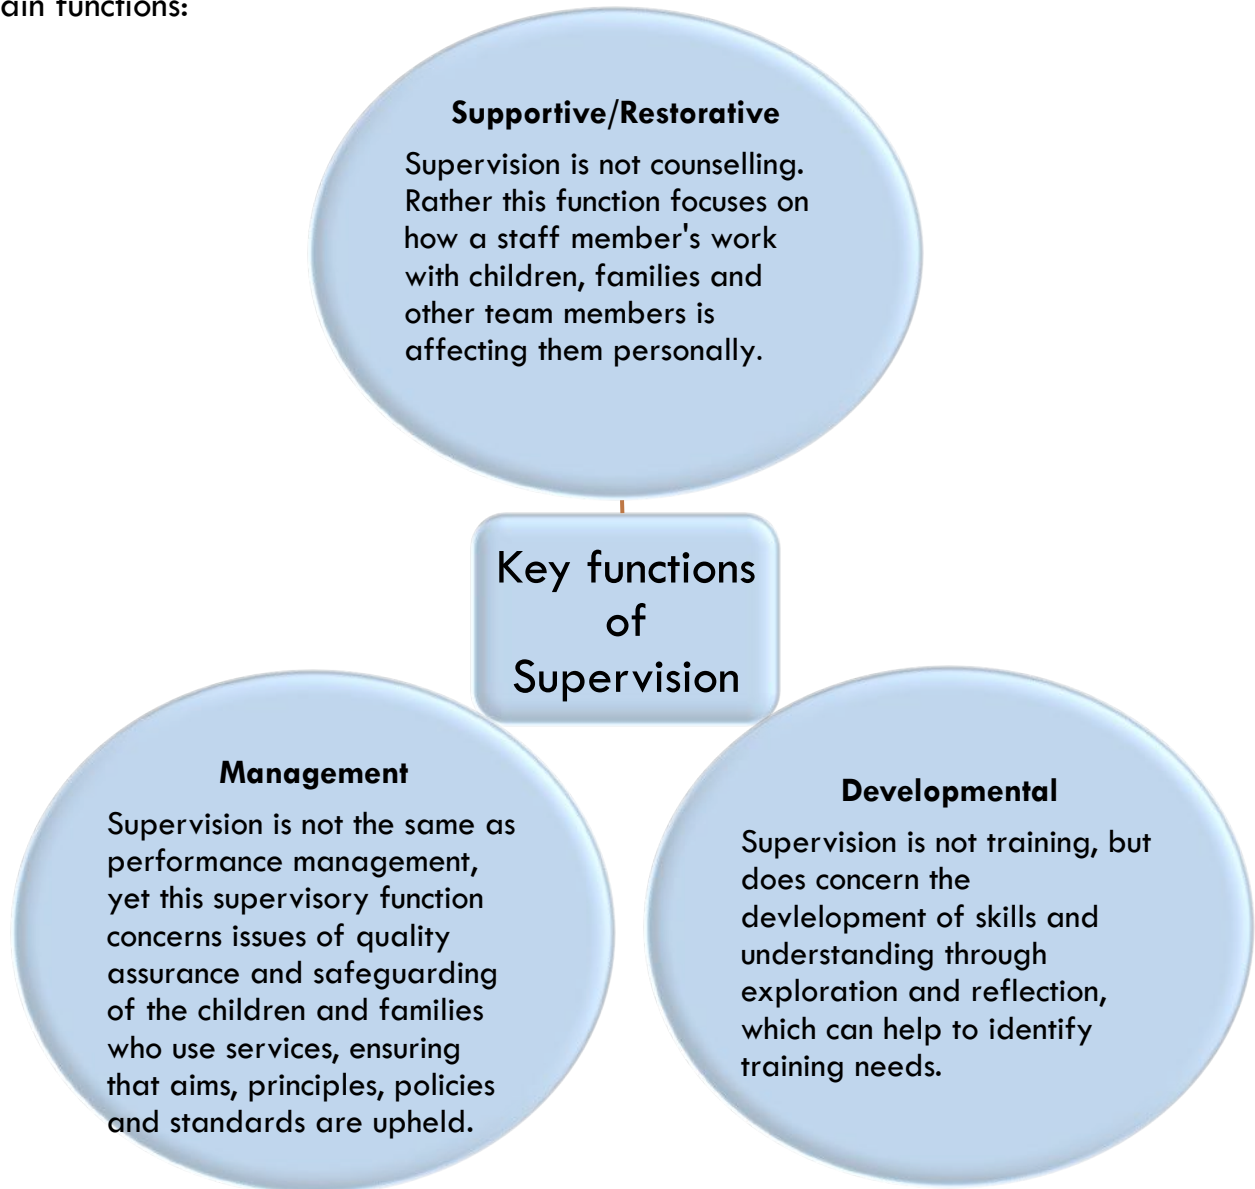 ain functions:
Supportive/Restorative
Supervision is not counselling.
Rather this function focuses on
how a staff member's work
with children, families and
other team members is
affecting them personally.
Key functions
of
Supervision
Management
Supervision is not the same as
performance management,
yet this supervisory function
concerns issues of quality
assurance and safeguarding
of the children and families
who use services, ensuring
that aims, principles, policies
and standards are upheld.
Developmental
Supervision is not training, but
does concern the
devlelopment of skills and
understanding through
exploration and reflection,
which can help to identify
training needs.